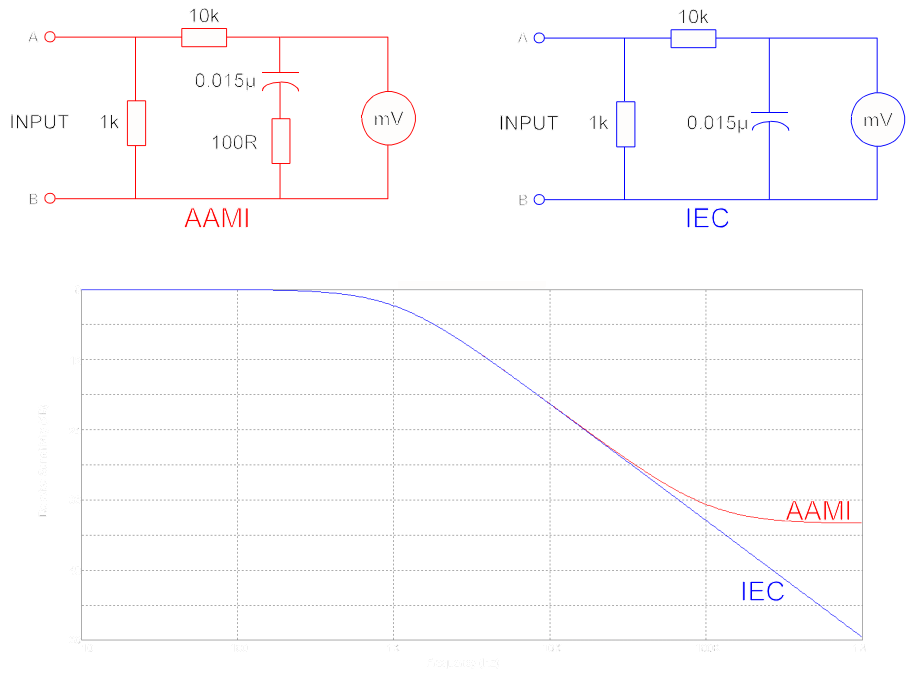 10k
A
0.015µ
INPUT
1k
100R
mV
B
AAMI
10k
A
INPUT
1k
0.015µ
mV
B
IEC
AAMI
IEC